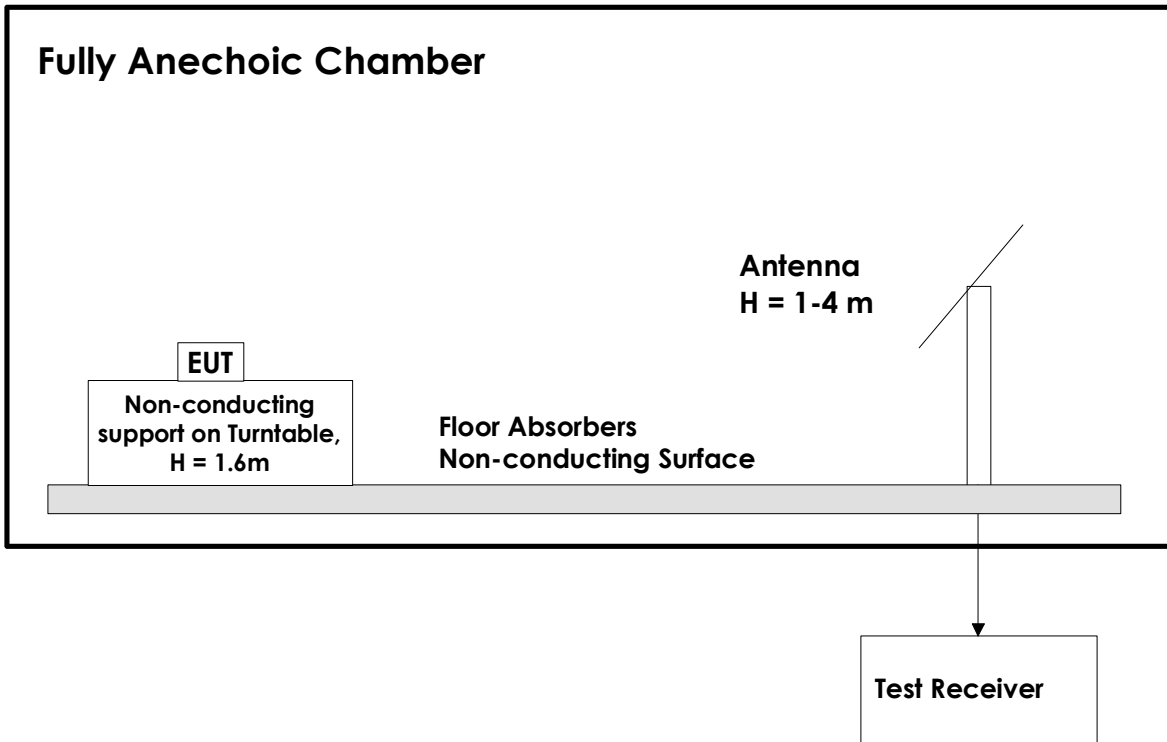 Fully Anechoic Chamber
Antenna
H = 1-4 m
EUT
Non-conducting
support on Turntable,
H = 1.6m
Floor Absorbers
Non-conducting Surface
Test Receiver